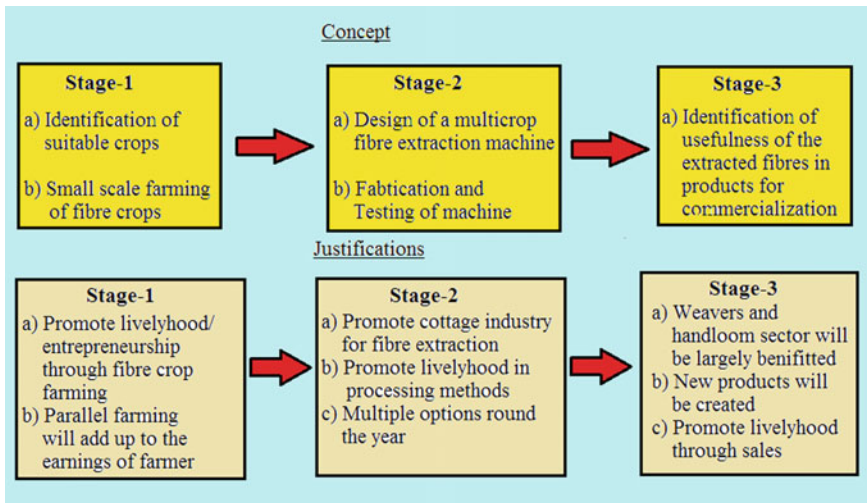 Concept
Stage-1
a) Identification of
suitable crops
b) Small scale farming
of fibre crops
Stage-2
a) Design of a multicrop
fibre extraction machine
b) Fabtication and
Testing of machine
Stage-3
a) Identification of
usefulness of the
extracted fibres in
products for
commercialization
Justifications
Stage-1
a) Promote livelyhood/
entrepreneurship
through fibre crop
farming
b) Parallel farming
will add up to the
earnings of farmer
Stage-2
a) Promote cottage industry
for fibre extraction
b) Promote livelyhood in
processing methods
c) Multiple options round
the year
Stage-3
a) Weavers and
handloom sector will
be largely benifitted
b) New products will
be created
c) Promote livelyhood
through sales